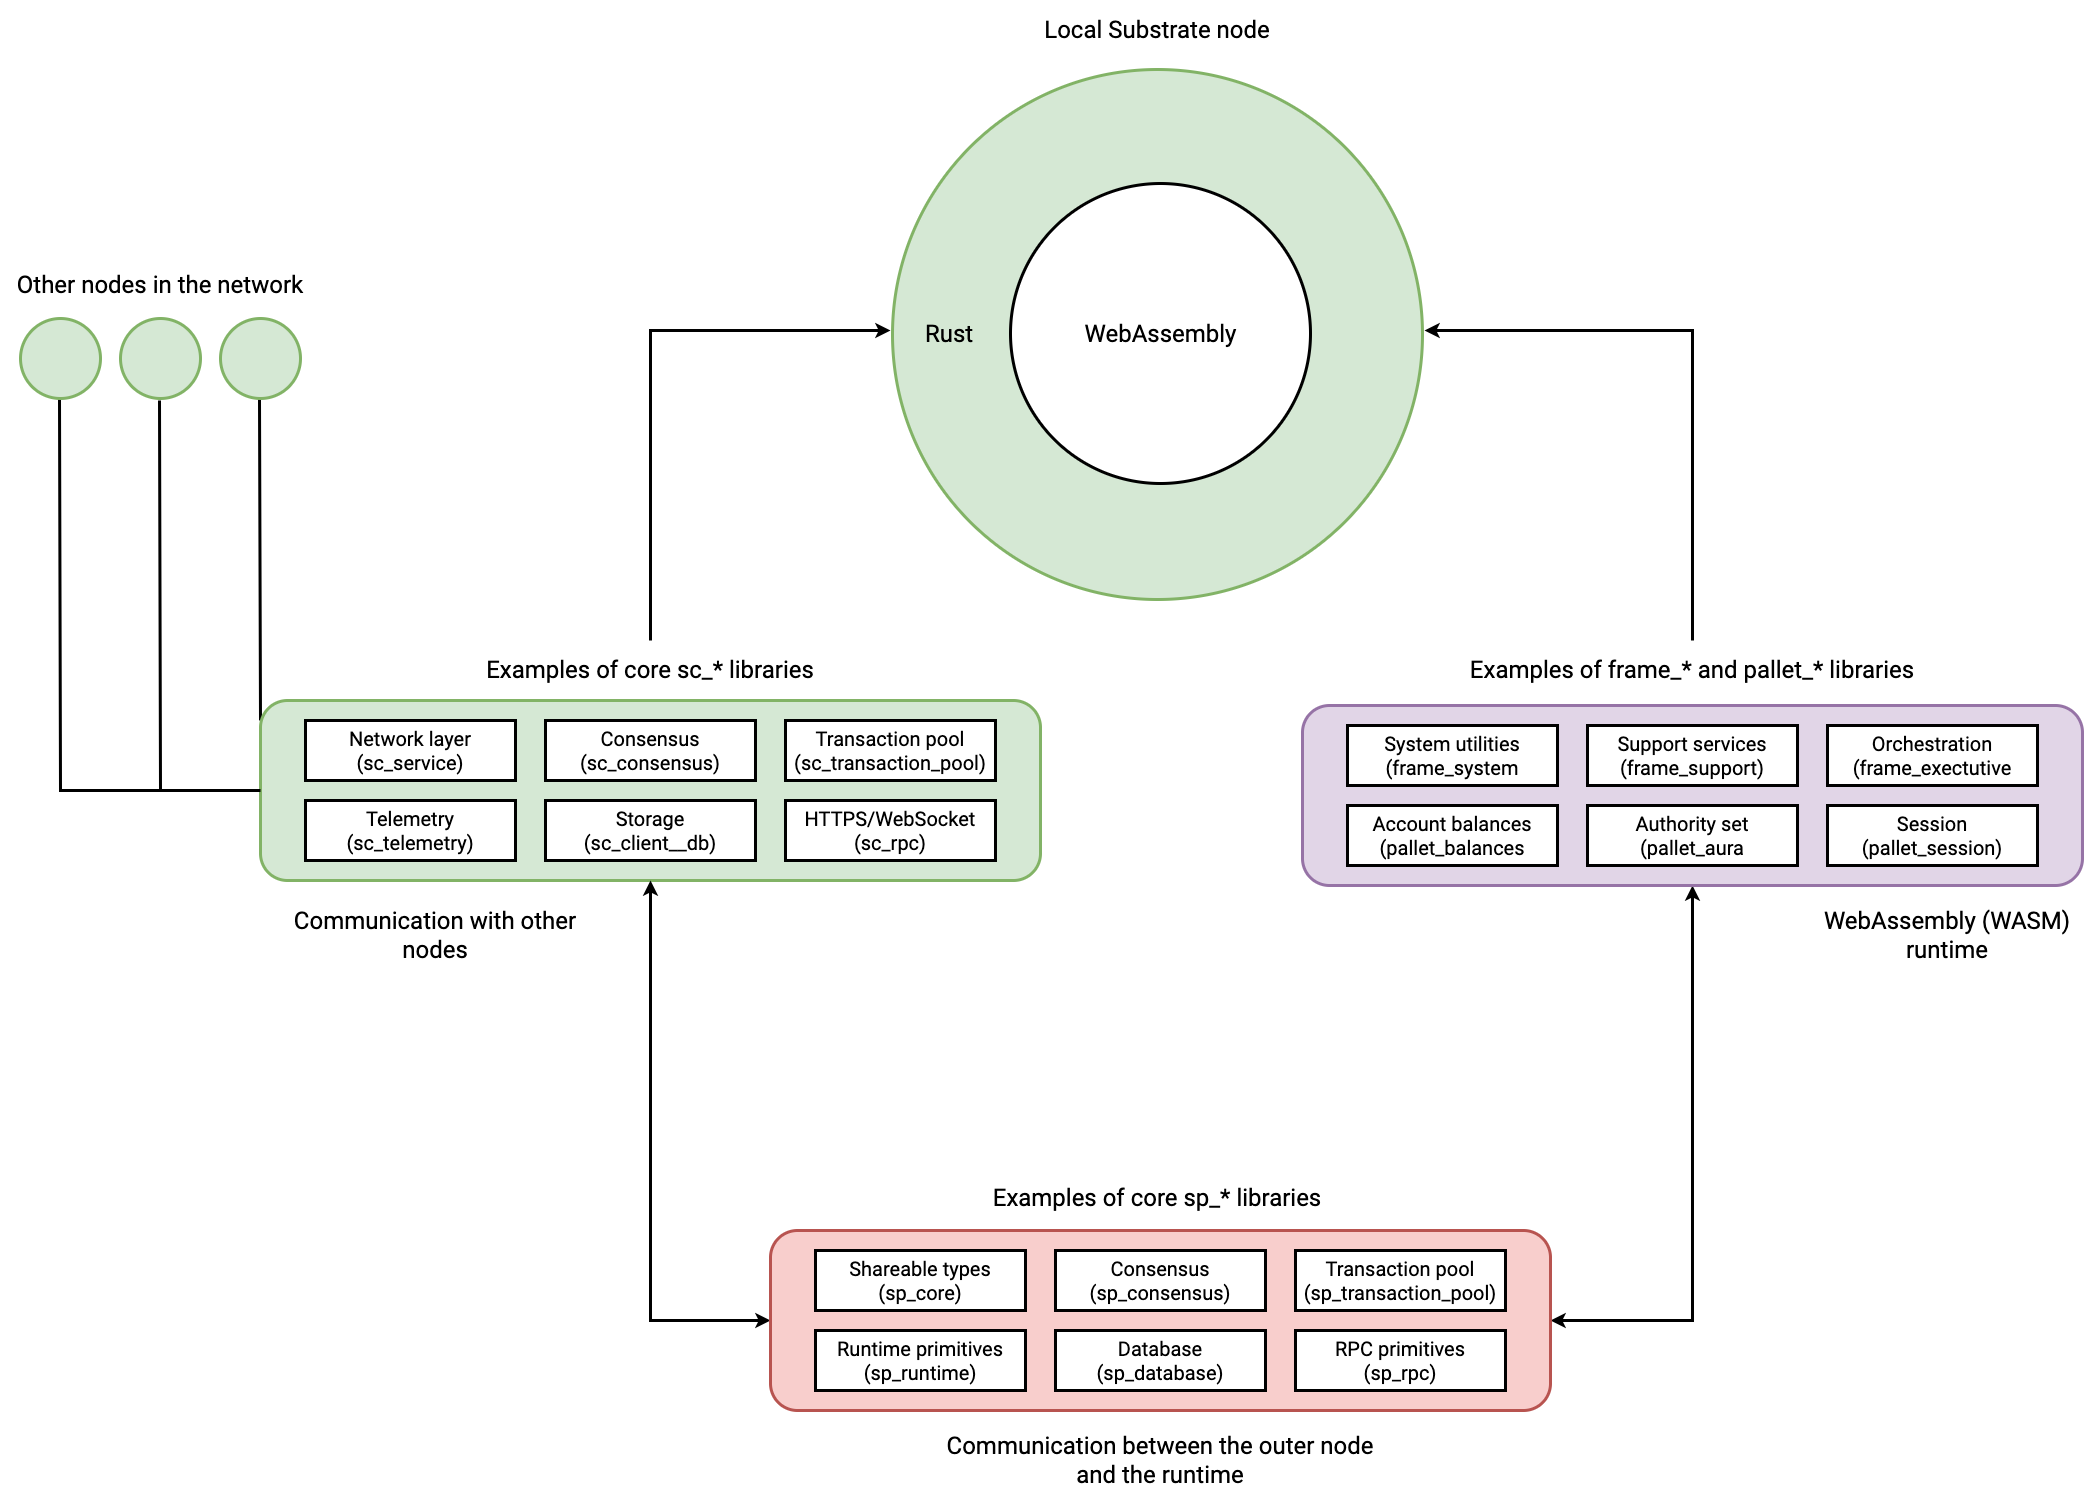 Local Substrate node
Rust
WebAssembly
Other nodes in the network
Examples of core sc_* libraries
Network layer
(sc_service)
Consensus
(sc_consensus)
Transaction pool
(sc_transaction_pool)
Telemetry
(sc_telemetry)
Storage
(sc_client__db)
HTTPS/WebSocket
(sc_rpc)
Communication with other
nodes
Examples of frame_* and pallet_* libraries
System utilities
(frame_system
Support services
(frame_support)
Orchestration
(frame_exectutive
Account balances
(pallet_balances
Authority set
(pallet_aura
Session
(pallet_session)
WebAssembly (WASM)
runtime
Examples of core sp_* libraries
Shareable types
(sp_core)
Consensus
(sp_consensus)
Transaction pool
(sp_transaction_pool)
Runtime primitives
(sp_runtime)
Database
(sp_database)
RPC primitives
(sp_rpc)
Communication between the outer node
and the runtime